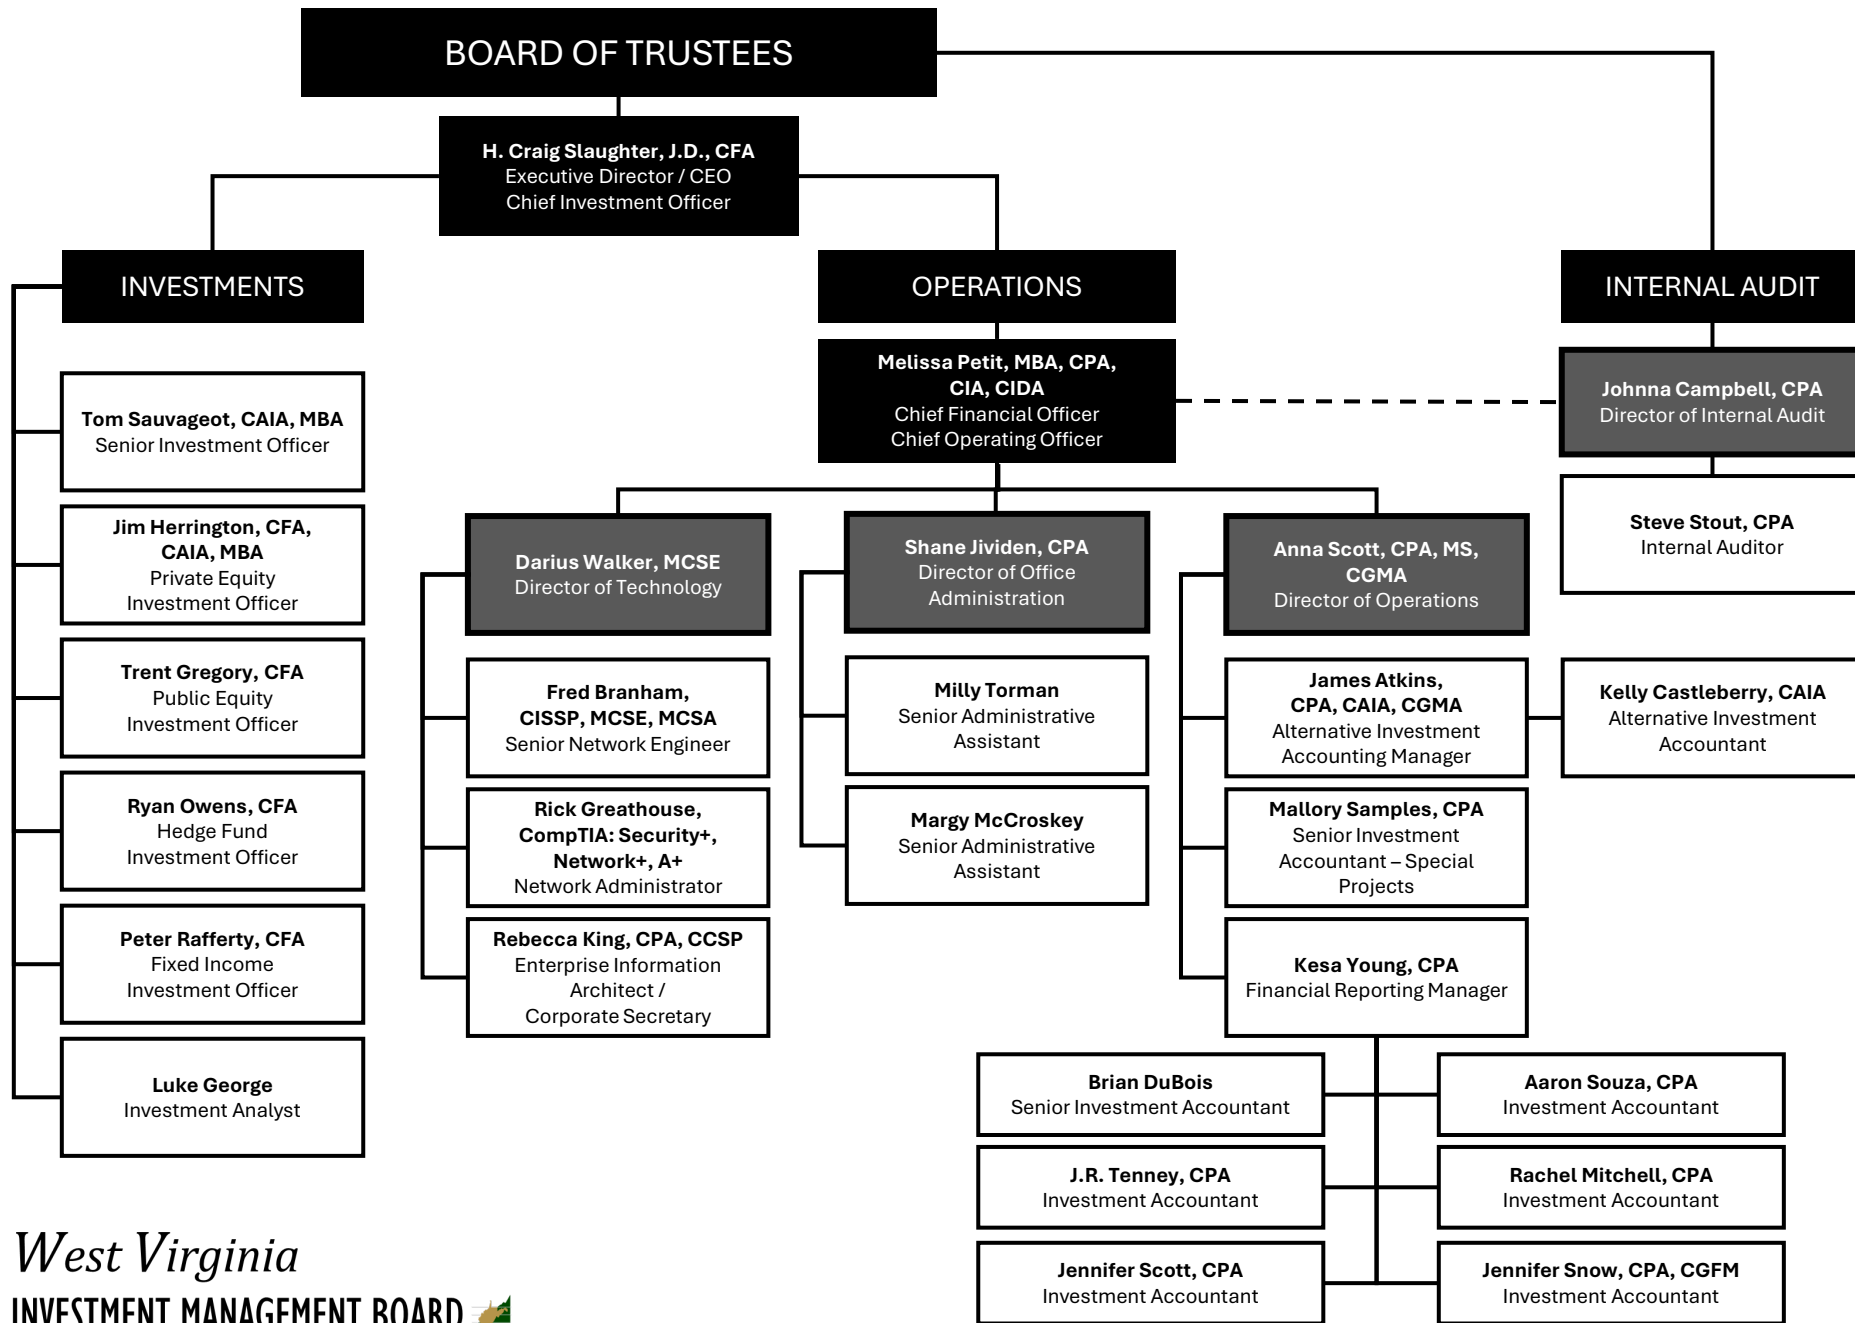 BOARD OF TRUSTEES
H. Craig Slaughter, J.D., CFA
Executive Director / CEO
Chief Investment Officer
INVESTMENTS
OPERATIONS
INTERNAL AUDIT
Tom Sauvageot, CAIA, MBA
Senior Investment Officer
Jim Herrington, CFA,
CAIA, MBA
Private Equity
Investment Officer
Trent Gregory, CFA
Public Equity
Investment Officer
Ryan Owens, CFA
Hedge Fund
Investment Officer
Peter Rafferty, CFA
Fixed Income
Investment Officer
Luke George
Investment Analyst
Melissa Petit, MBA, CPA,
CIA, CIDA
Chief Financial Officer
Chief Operating Officer
Darius Walker, MCSE
Director of Technology
Fred Branham,
CISSP, MCSE, MCSA
Senior Network Engineer
Rick Greathouse,
CompTIA: Security+,
Network+, A+
Network Administrator
Rebecca King, CPA, CCSP
Enterprise Information
Architect /
Corporate Secretary
Shane Jividen, CPA
Director of Office
Administration
Milly Torman
Senior Administrative
Assistant
Margy McCroskey
Senior Administrative
Assistant
Anna Scott, CPA, MS,
CGMA
Director of Operations
James Atkins,
CPA, CAIA, CGMA
Alternative Investment
Accounting Manager
Kelly Castleberry, CAIA
Alternative Investment
Accountant
Mallory Samples, CPA
Senior Investment
Accountant – Special
Projects
Kesa Young, CPA
Financial Reporting Manager
Brian DuBois
Senior Investment Accountant
Aaron Souza, CPA
Investment Accountant
J.R. Tenney, CPA
Investment Accountant
Rachel Mitchell, CPA
Investment Accountant
Jennifer Scott, CPA
Investment Accountant
Jennifer Snow, CPA, CGFM
Investment Accountant
Johnna Campbell, CPA
Director of Internal Audit
Steve Stout, CPA
Internal Auditor
West Virginia
INVESTMENT MANAGEMENT BOARD